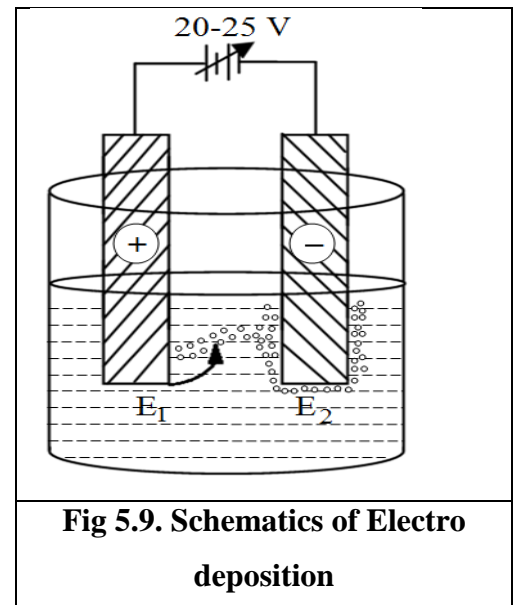 20-25 V
+ −
E1 E2
Fig 5.9. Schematics of Electro
deposition